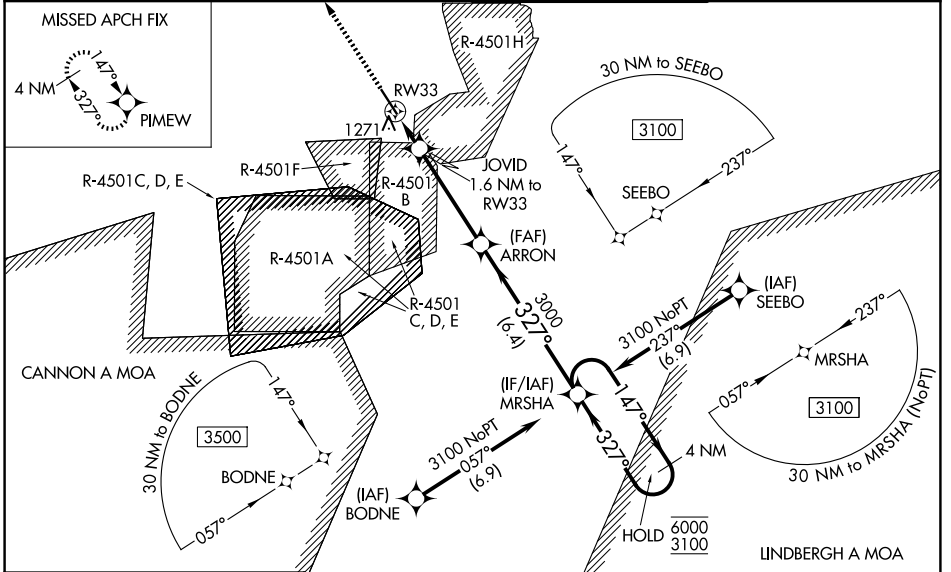 MISSED APCH FIX
147°
4 NM
327°
PIMEW
R-4501H
RW33
1271
R-4501F
R-4501
B
JOVID
1.6 NM to
RW33
R-4501C, D, E
R-4501A
R-4501
C, D, E
(FAF)
ARRON
30 NM to SEEBO
3100
147°
237°
SEEBO
(IAF)
SEEBO
3100 NoPT
237°
(6.9)
3000
327°
(6.4)
(IF/IAF)
MRSHA
147°
327°
4 NM
HOLD
6000
3100
237°
MRSHA
057°
3100
30 NM to MRSHA (NoPT)
CANNON A MOA
30 NM to BODNE
147°
3500
BODNE
057°
3100 NoPT
057°
(6.9)
(IAF)
BODNE
LINDBERGH A MOA